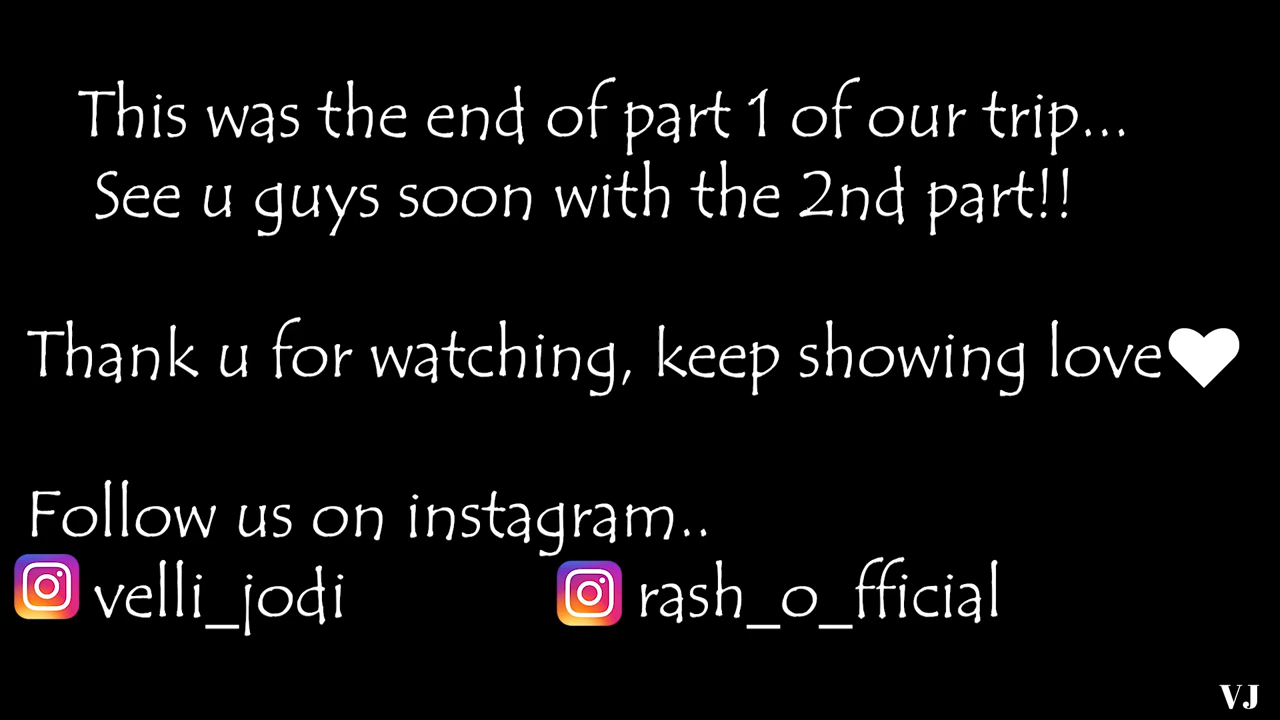 This was the end of part 1 of our trip...
See u guys soon with the 2nd part!!
Thank u for watching, keep showing love
Follow us on instagram..
velli_jodi
rash_o_fficial
VJ